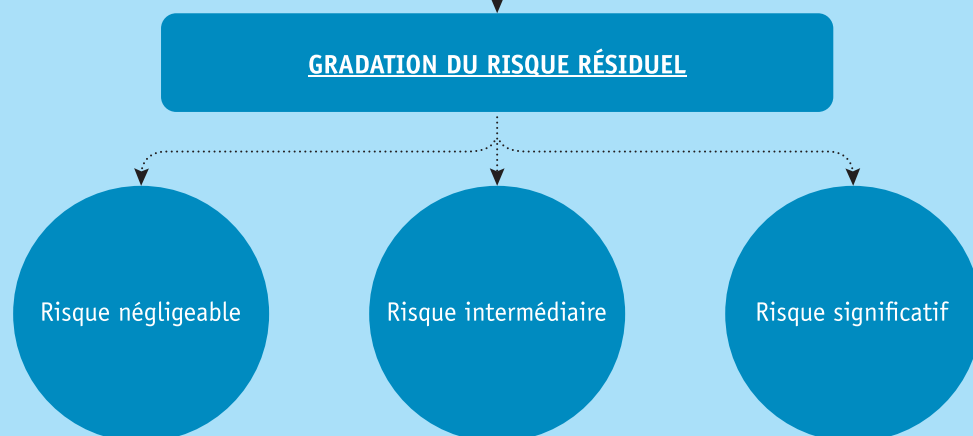 GRADATION DU RISQUE RÉSIDUEL
Risque négligeable
Risque intermédiaire
Risque significatif